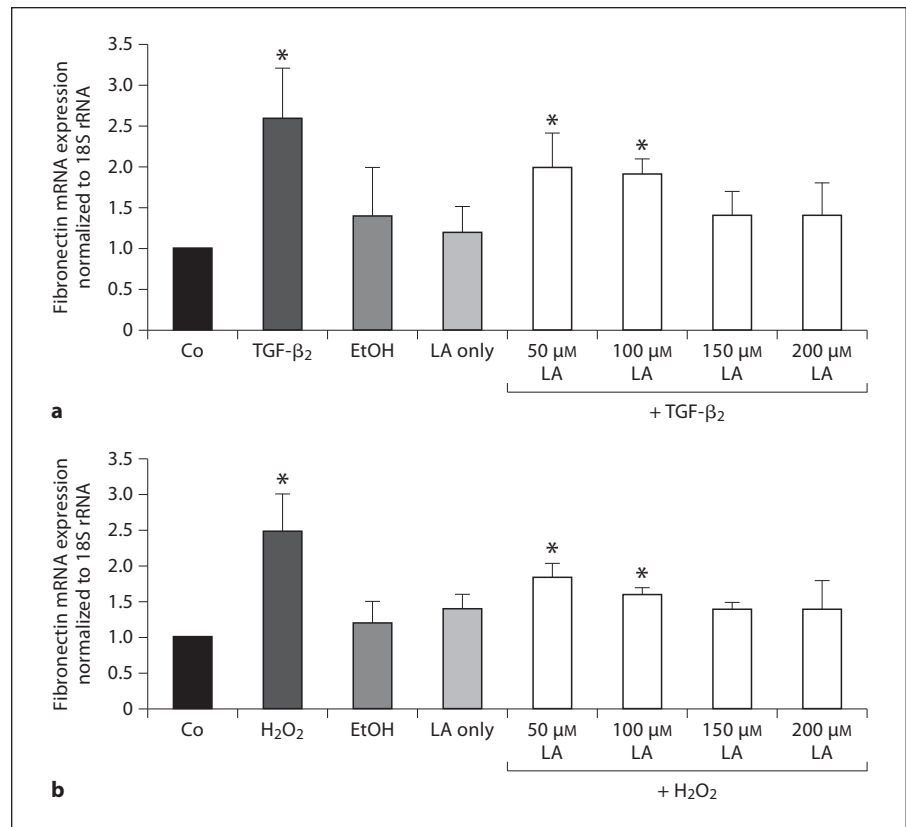 Fibronectin mRNA expression
normalized to 18S rRNA
3.5
3.0
2.5
2.0
1.5
1.0
0.5
0
*
*
*
Co
TGF-β₂
EtOH
LA only
50 μM
LA
100 μM
LA
150 μM
LA
200 μM
LA
+ TGF-β₂
a
Fibronectin mRNA expression
normalized to 18S rRNA
3.5
3.0
2.5
2.0
1.5
1.0
0.5
0
*
*
*
Co
H₂O₂
EtOH
LA only
50 μM
LA
100 μM
LA
150 μM
LA
200 μM
LA
+ H₂O₂
b